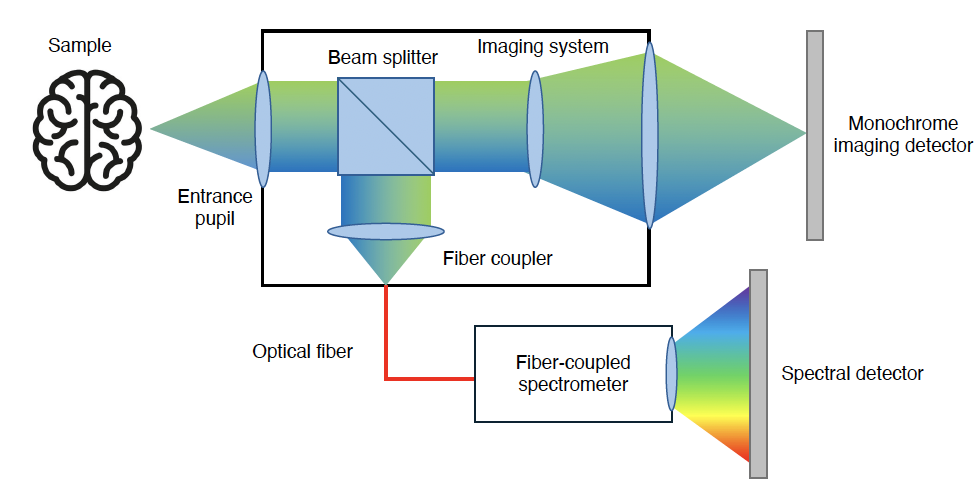 Sample
Beam splitter
Imaging system
Monochrome
imaging detector
Entrance
pupil
Fiber coupler
Optical fiber
Fiber-coupled
spectrometer
Spectral detector